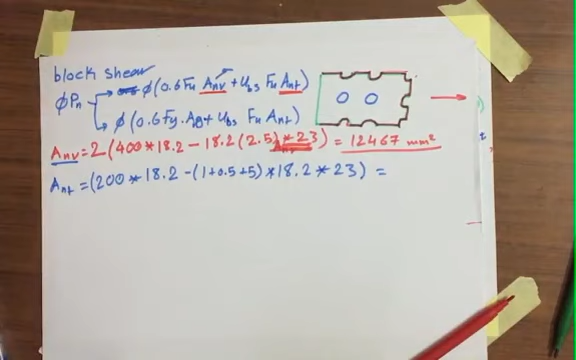 block shear
φPn → φ(0.6Fu Anv + Ubs Fu Ant)
→ φ(0.6Fy.Ag + Ubs Fu Ant)
Anv = 2(400*18.2 - 18.2(2.5)*23) = 12467 mm²
Ant = (200*18.2 - (1+0.5+5)*18.2*23) =